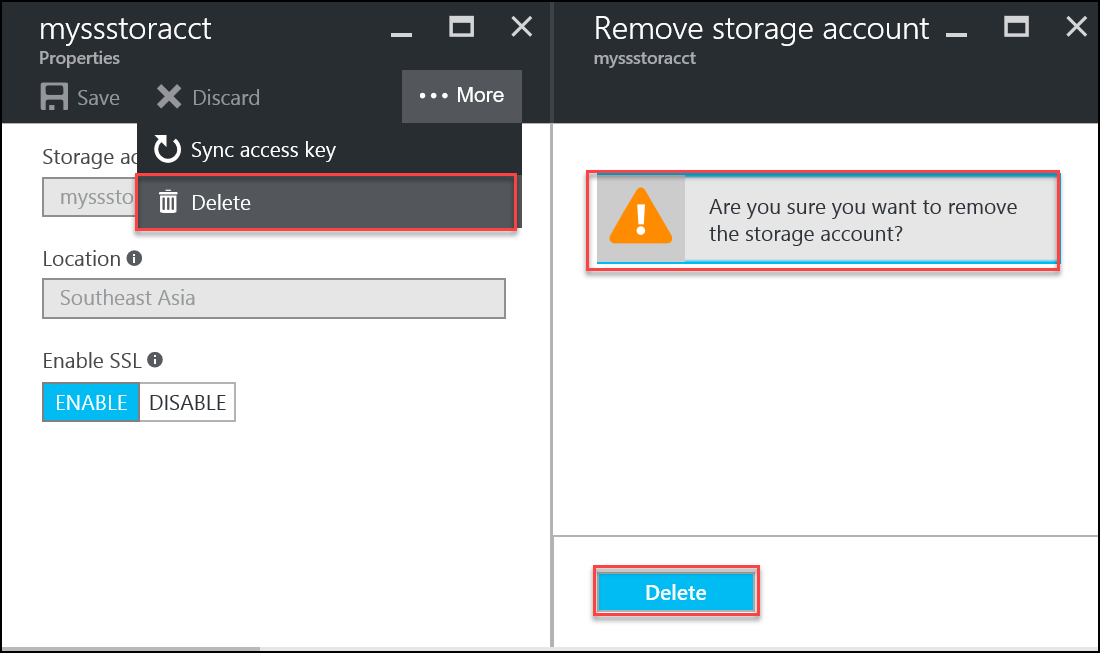 myssstoracct
Properties
Save Discard ••• More
Sync access key
Delete
Storage ac
myssstо
Location
Southeast Asia
Enable SSL
ENABLE DISABLE
Remove storage account
myssstoracct
Are you sure you want to remove
the storage account?
Delete